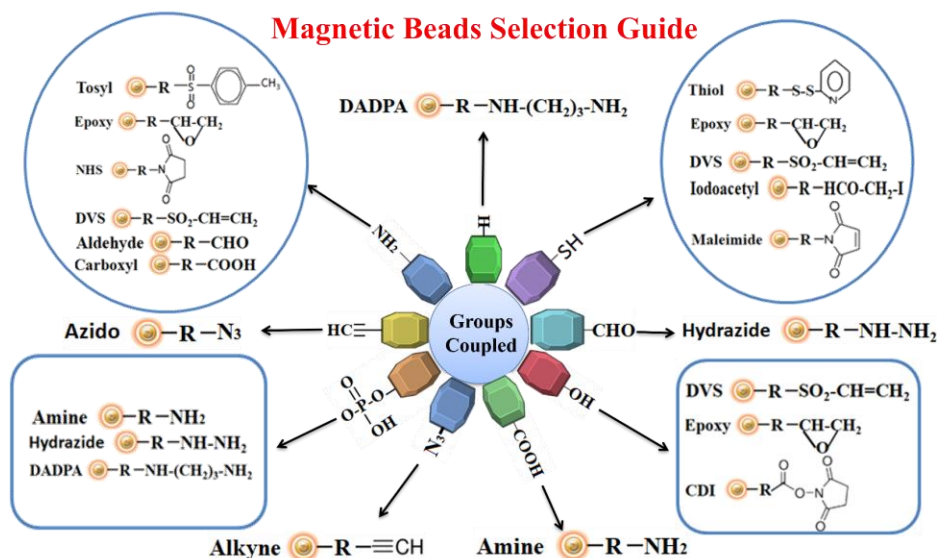 Magnetic Beads Selection Guide
Tosyl R-S O O CH3
Epoxy R-CH-CH2 O
NHS R-N O O
DVS R-SO2-CH=CH2
Aldehyde R-CHO
Carboxyl R-COOH
DADPA R-NH-(CH2)3-NH2
Thiol R-S-S N
Epoxy R-CH-CH2 O
DVS R-SO2-CH=CH2
Iodoacetyl R-HCO-CH2-I
Maleimide R-N O O
NH2
H
SH
Azido R-N3
HC≡
Groups
Coupled
CHO
Hydrazide R-NH-NH2
Amine R-NH2
Hydrazide R-NH-NH2
DADPA R-NH-(CH2)3-NH2
O
O-P-O
OH
N3
COOH
OH
DVS R-SO2-CH=CH2
Epoxy R-CH-CH2 O
CDI R O O-N O O
Alkyne R-≡CH
Amine R-NH2